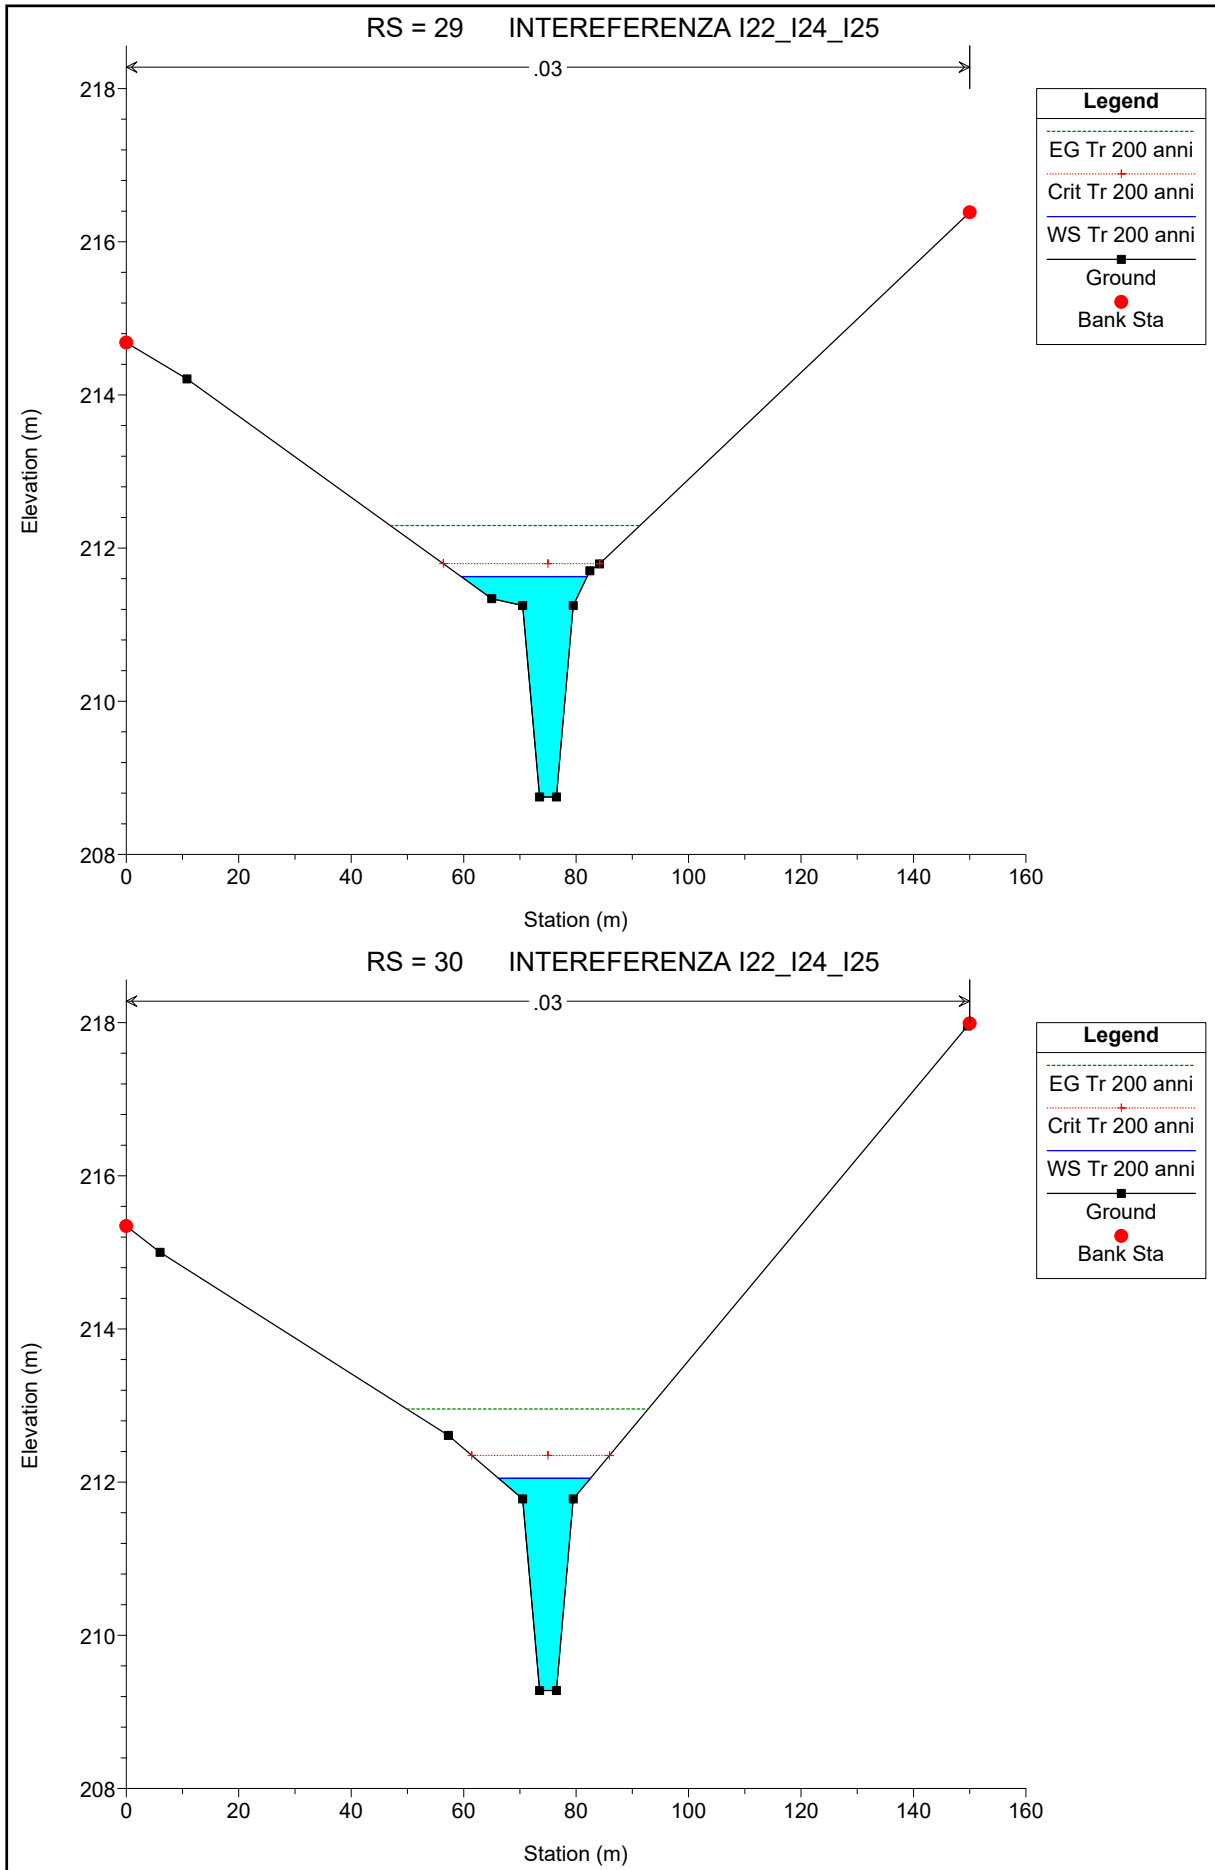 RS = 29 INTEREFERENZA I22_I24_I25
.03
218
216
214
212
210
208
Elevation (m)
0 20 40 60 80 100 120 140 160
Station (m)
Legend
EG Tr 200 anni
Crit Tr 200 anni
WS Tr 200 anni
Ground
Bank Sta
RS = 30 INTEREFERENZA I22_I24_I25
.03
218
216
214
212
210
208
Elevation (m)
0 20 40 60 80 100 120 140 160
Station (m)
Legend
EG Tr 200 anni
Crit Tr 200 anni
WS Tr 200 anni
Ground
Bank Sta